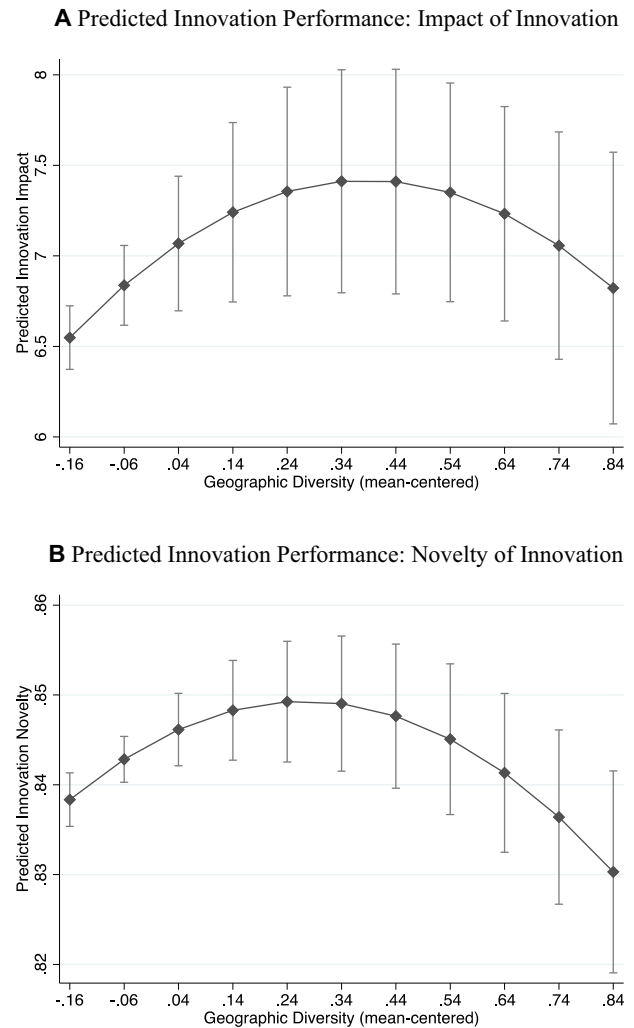 A Predicted Innovation Performance: Impact of Innovation
8
7.5
7
6.5
6
Predicted Innovation Impact
-.16 -.06 .04 .14 .24 .34 .44 .54 .64 .74 .84
Geographic Diversity (mean-centered)
B Predicted Innovation Performance: Novelty of Innovation
.86
.85
.84
.83
.82
Predicted Innovation Novelty
-.16 -.06 .04 .14 .24 .34 .44 .54 .64 .74 .84
Geographic Diversity (mean-centered)